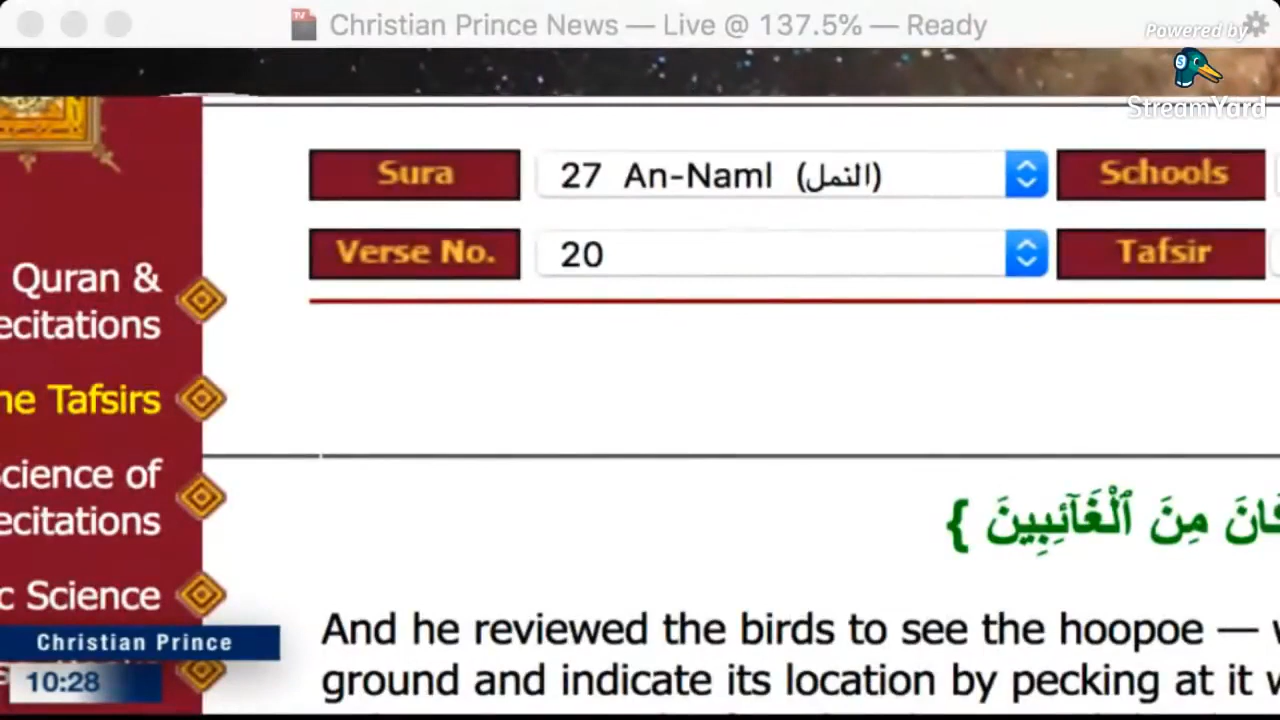 Christian Prince News — Live @ 137.5% — Ready
Powered by
StreamYard
Sura
27 An-Naml (النمل)
Schools
Verse No.
20
Tafsir
Quran &
ecitations
ne Tafsirs
cience of
ecitations
c Science
مِنَ ٱلْغَآئِبِينَ }
And he reviewed the birds to see the hoopoe —
ground and indicate its location by pecking at it
Christian Prince
10:28